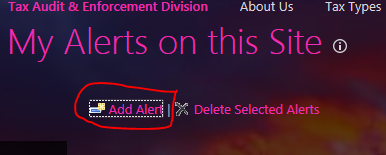 Tax Audit & Enforcement Division About Us Tax Types
My Alerts on this Site
Add Alert | Delete Selected Alerts